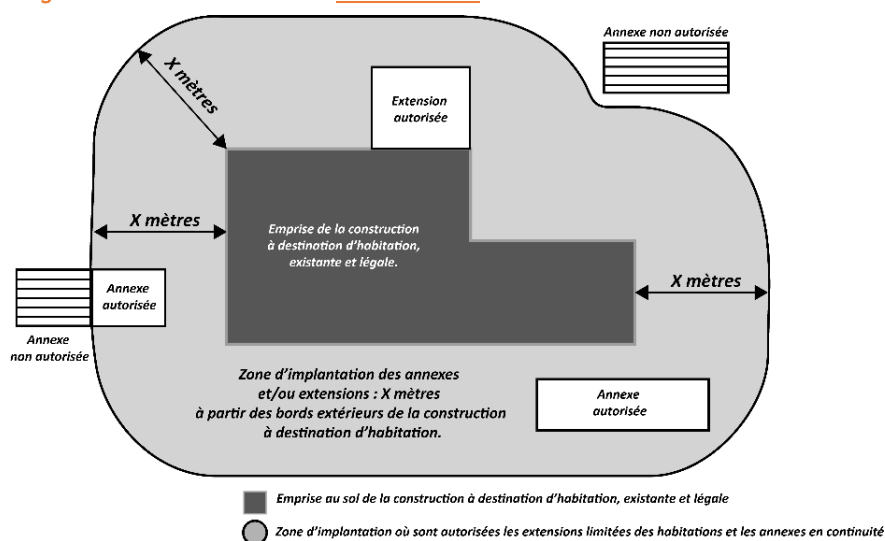 Annexe non autorisée
X mètres
Extension
autorisée
X mètres
Emprise de la construction
à destination d'habitation,
existante et légale.
X mètres
Annexe
autorisée
Annexe
non autorisée
Zone d'implantation des annexes
et/ou extensions : X mètres
à partir des bords extérieurs de la construction
à destination d'habitation.
Annexe
autorisée
Emprise au sol de la construction à destination d'habitation, existante et légale
Zone d'implantation où sont autorisées les extensions limitées des habitations et les annexes en continuité